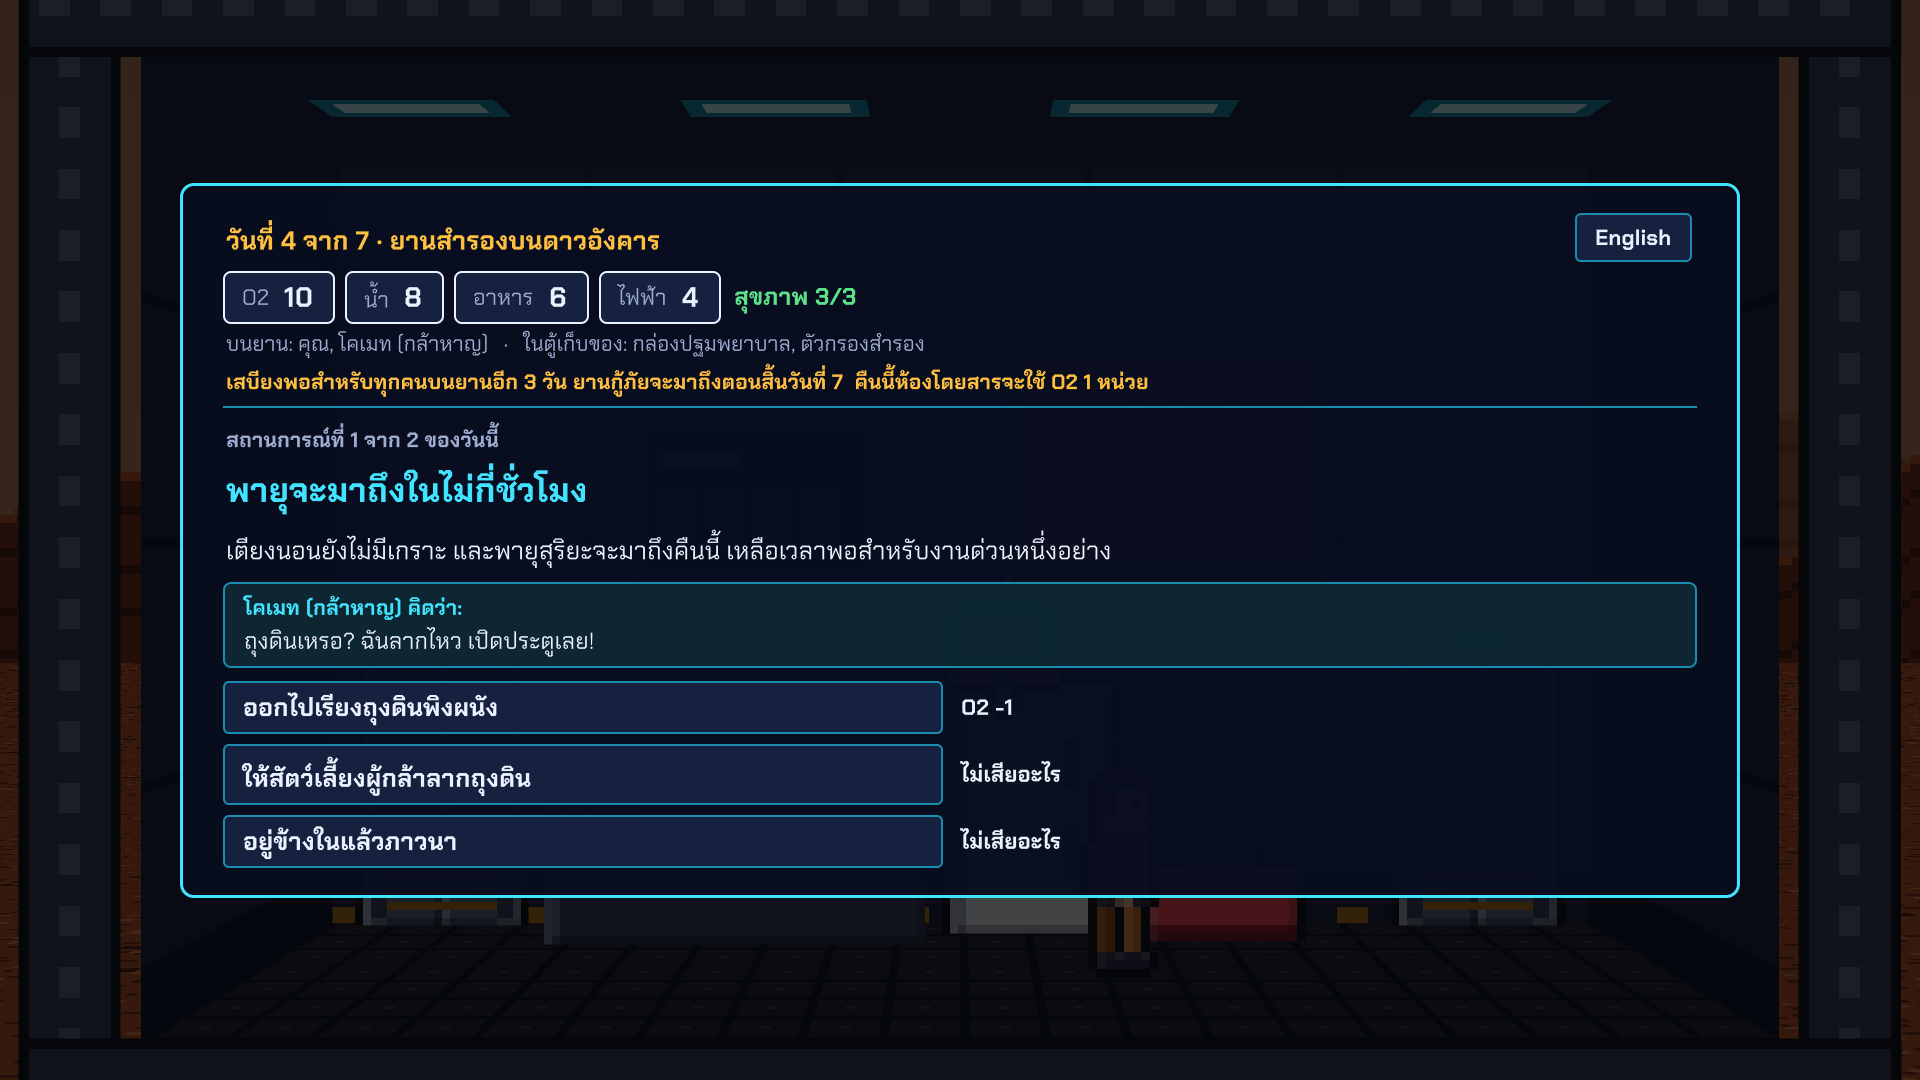 วันที่ 4 จาก 7 · ยานสำรองบนดาวอังคาร
English
O2 10 น้ำ 8 อาหาร 6 ไฟฟ้า 4 สุขภาพ 3/3
บนยาน: คุณ, โคเมท (กล้าหาญ) · ในตู้เก็บของ: กล่องปฐมพยาบาล, ตัวกรองสำรอง
เสบียงพอสำหรับทุกคนบนยานอีก 3 วัน ยานกู้ภัยจะมาถึงตอนสิ้นวันที่ 7 คืนนี้ห้องโดยสารจะใช้ O2 1 หน่วย
สถานการณ์ที่ 1 จาก 2 ของวันนี้
พายุจะมาถึงในไม่กี่ชั่วโมง
เตียงนอนยังไม่มีเกราะ และพายุสุริยะจะมาถึงคืนนี้ เหลือเวลาพอสำหรับงานด่วนหนึ่งอย่าง
โคเมท (กล้าหาญ) คิดว่า:
ถุงดินเหรอ? ฉันลากไหว เปิดประตูเลย!
ออกไปเรียงถุงดินพิงผนัง O2 -1
ให้สัตว์เลี้ยงผู้กล้าลากถุงดิน ไม่เสียอะไร
อยู่ข้างในแล้วภาวนา ไม่เสียอะไร